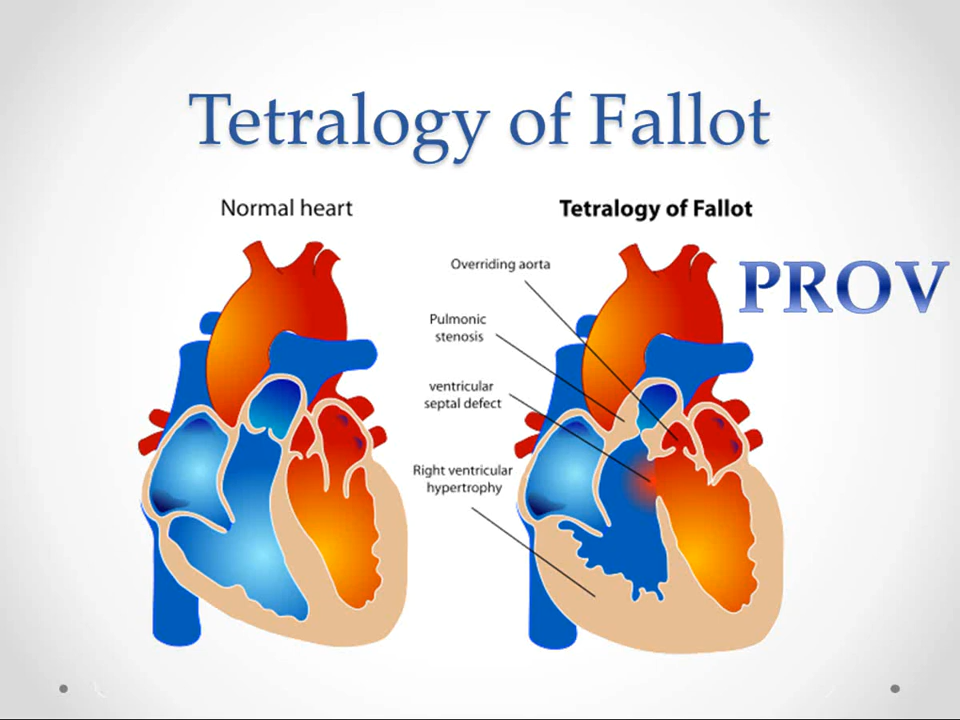 Tetralogy of Fallot
Normal heart
Tetralogy of Fallot
Overriding aorta
PROV
Pulmonic
stenosis
ventricular
septal defect
Right ventricular
hypertrophy